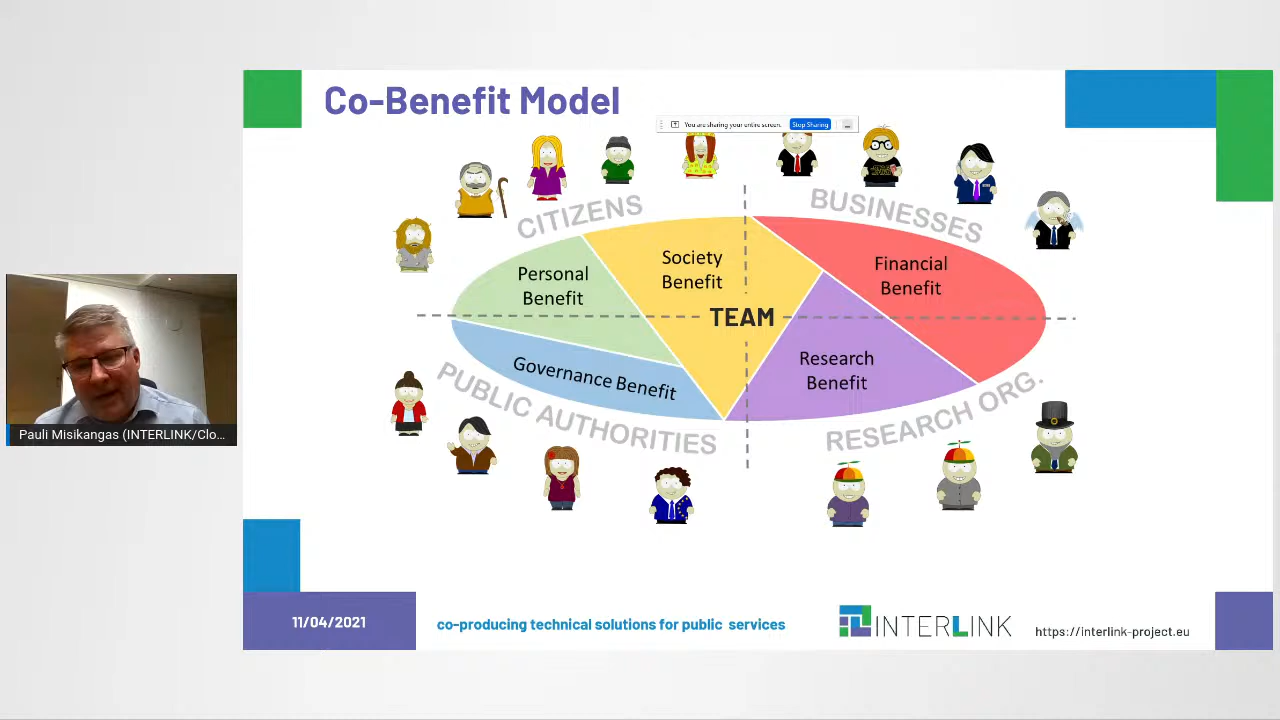 Co-Benefit Model
You are sharing your entire screen.
Stop Sharing
CITIZENS
BUSINESSES
Personal
Benefit
Society
Benefit
Financial
Benefit
TEAM
Governance Benefit
Research
Benefit
PUBLIC AUTHORITIES
RESEARCH ORG.
Pauli Misikangas (INTERLINK/Clo...
11/04/2021
co-producing technical solutions for public services
INTERLINK
https://interlink-project.eu